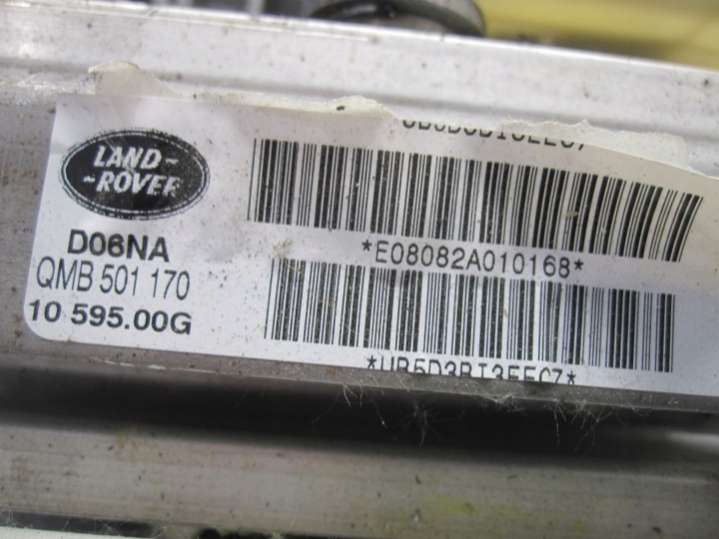 LAND-
-ROVER
D06NA
QMB 501 170
10 595.00G
*E08082A010168*